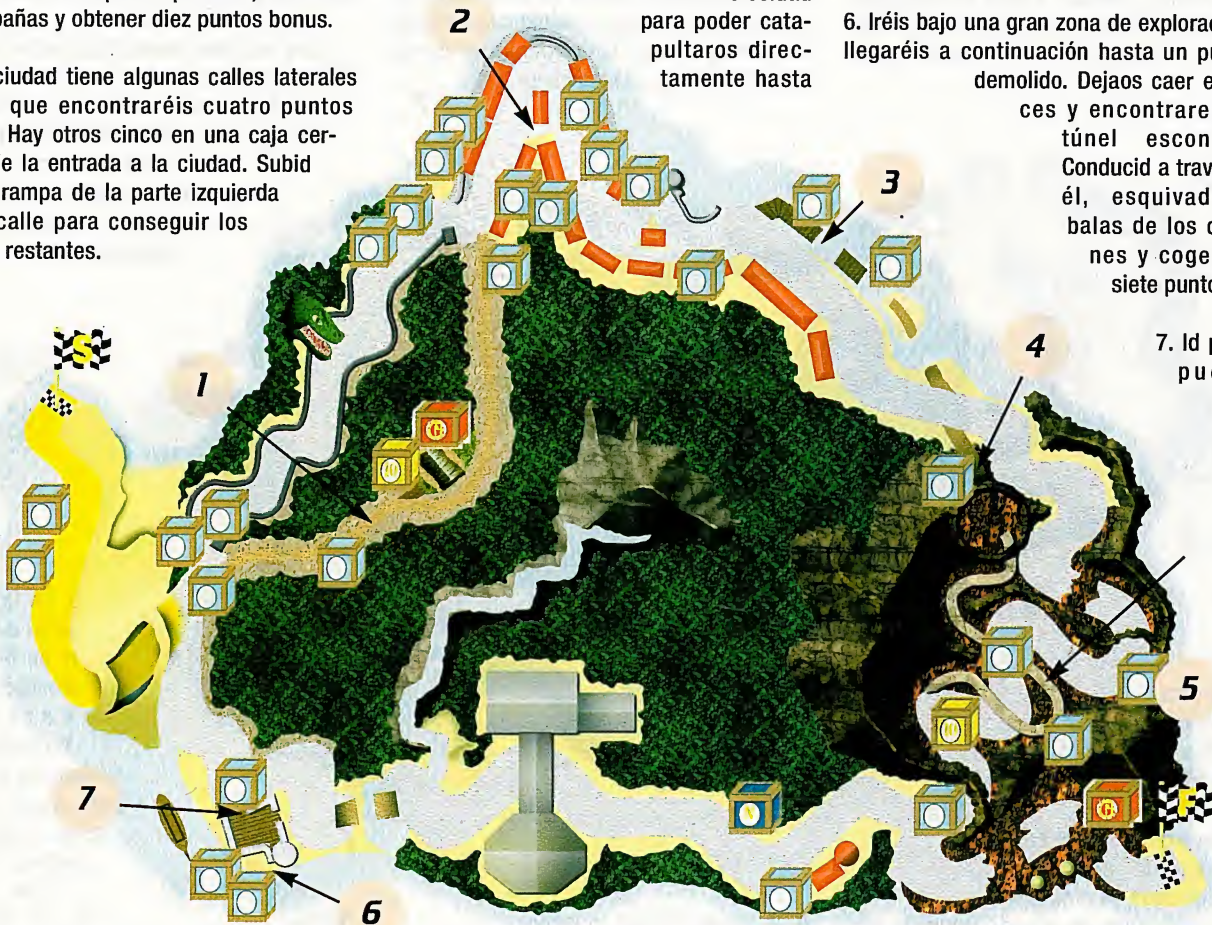 pañas y obtener diez puntos bonus.
ciudad tiene algunas calles laterales
que encontraréis cuatro puntos
Hay otros cinco en una caja cer-
e la entrada a la ciudad. Subid
rampa de la parte izquierda
calle para conseguir los
restantes.
para poder cata-
pultaros direc-
tamente hasta
6. Iréis bajo una gran zona de explorac
llegaréis a continuación hasta un pu
demolido. Dejaos caer e
ces y encontrare
túnel escon
Conducid a trav
él, esquivad
balas de los c
nes y coge
siete punto
7. Id p
pue
2
3
S
1
4
G
10
5
10
V
G
F
7
6